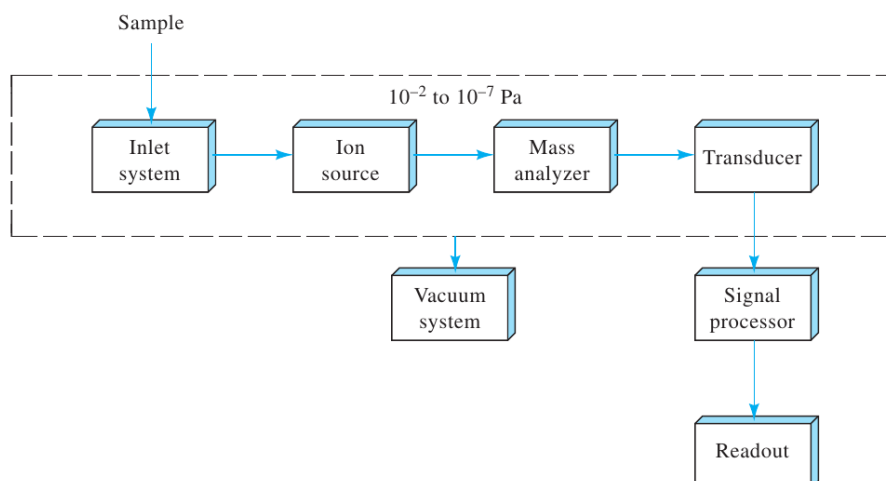 Sample
10⁻² to 10⁻⁷ Pa
Inlet
system
Ion
source
Mass
analyzer
Transducer
Vacuum
system
Signal
processor
Readout